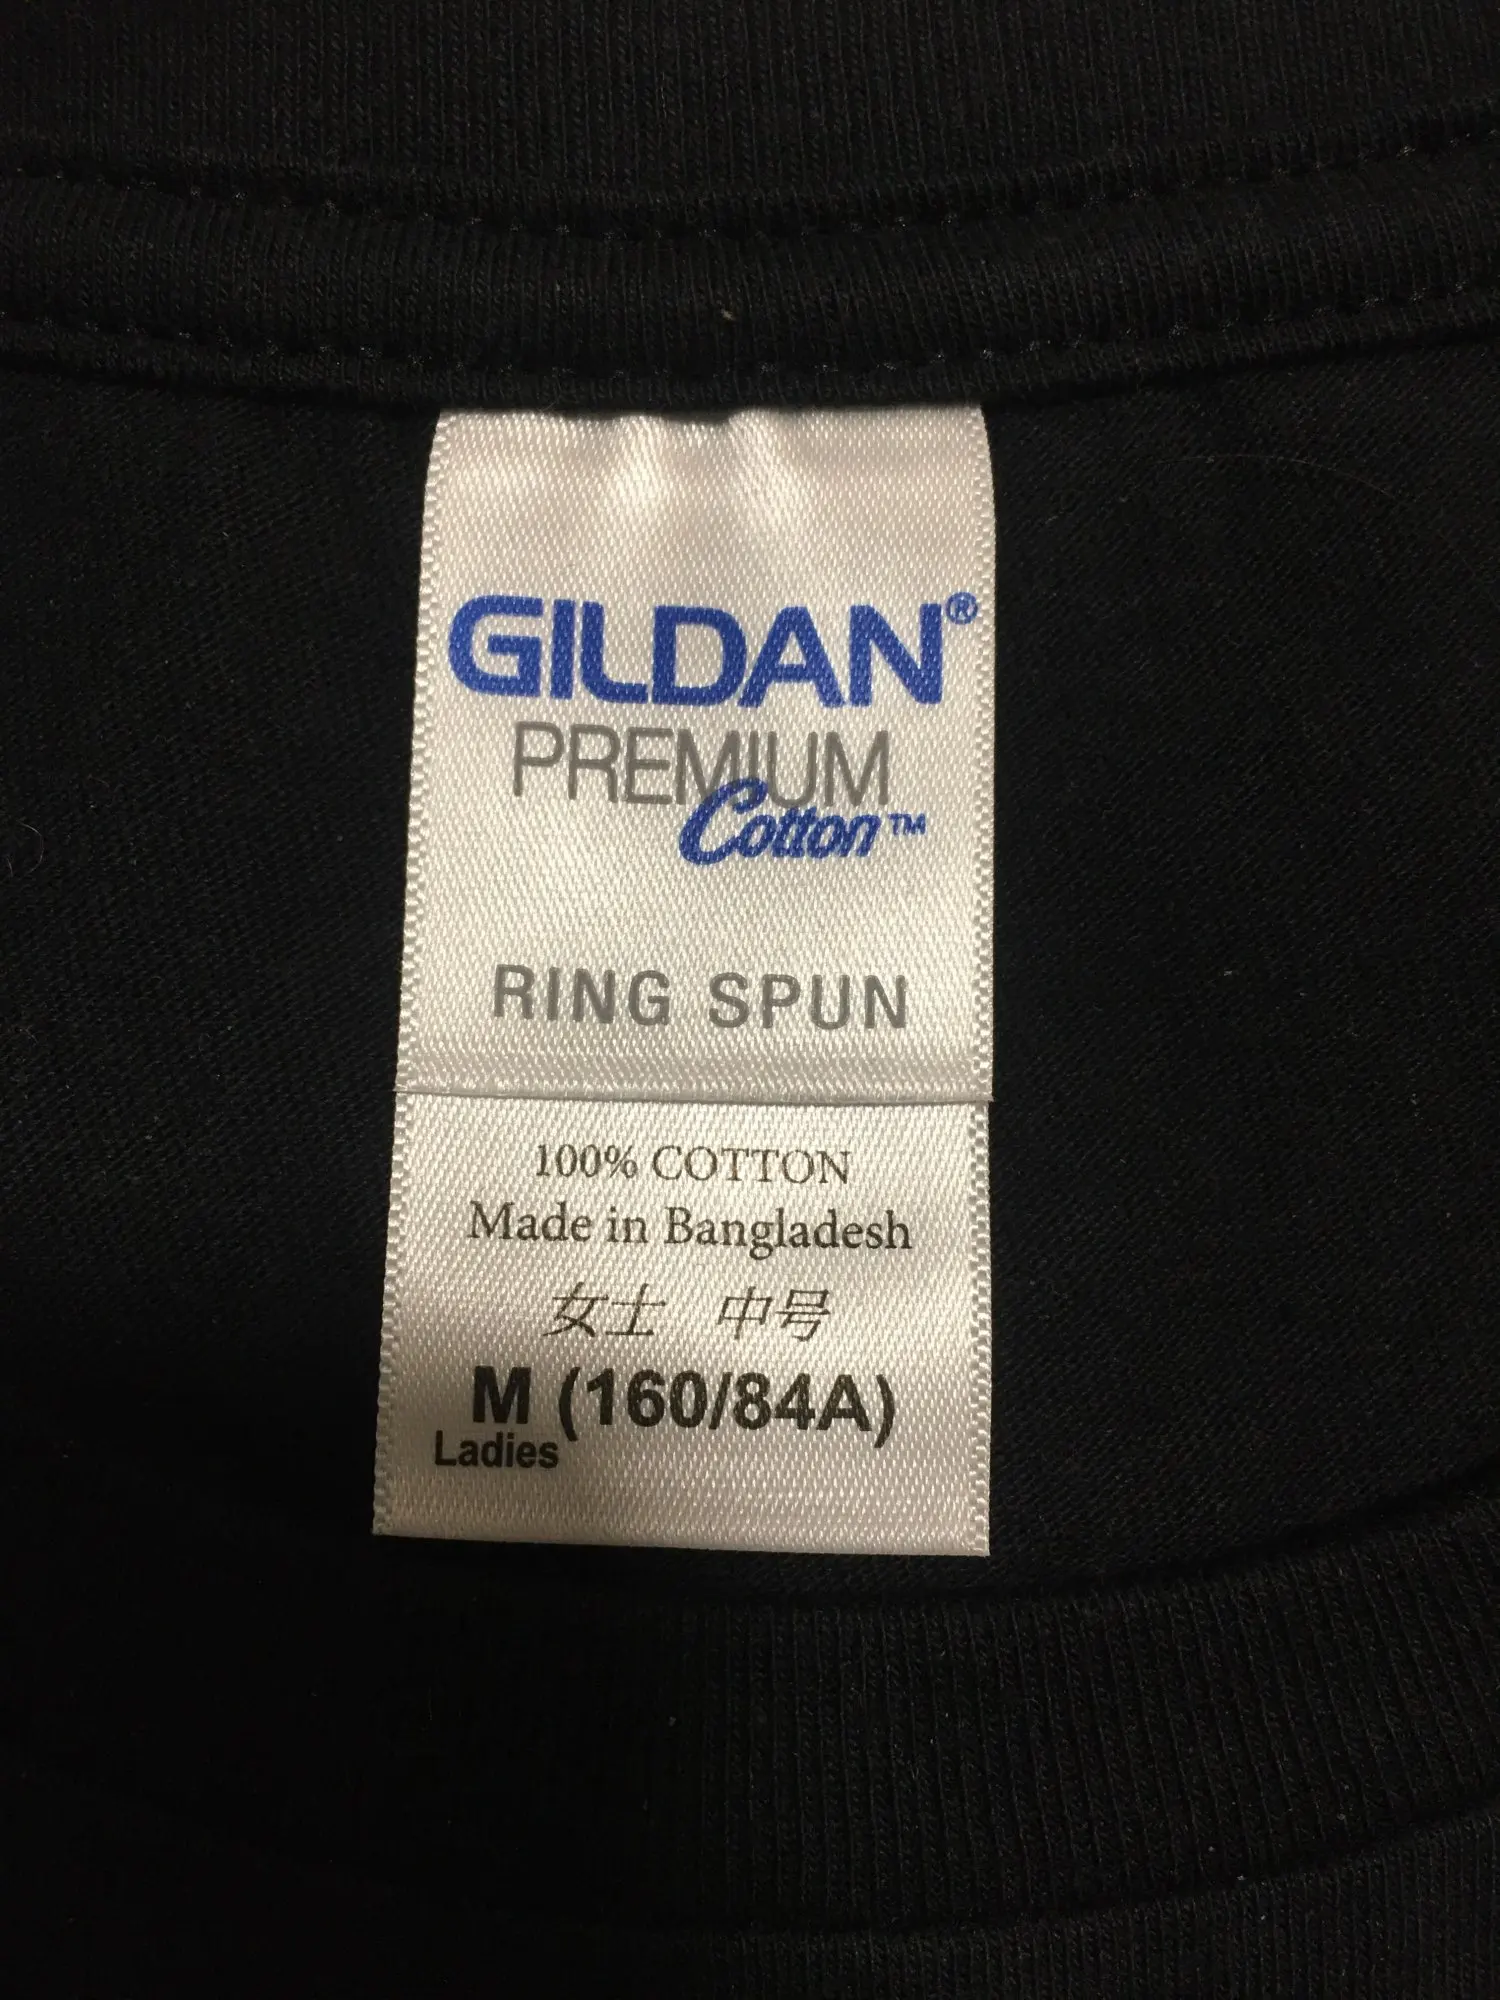 GILDAN®
PREMIUM
Cotton™
RING SPUN
100% COTTON
Made in Bangladesh
女士 中号
M (160/84A)
Ladies